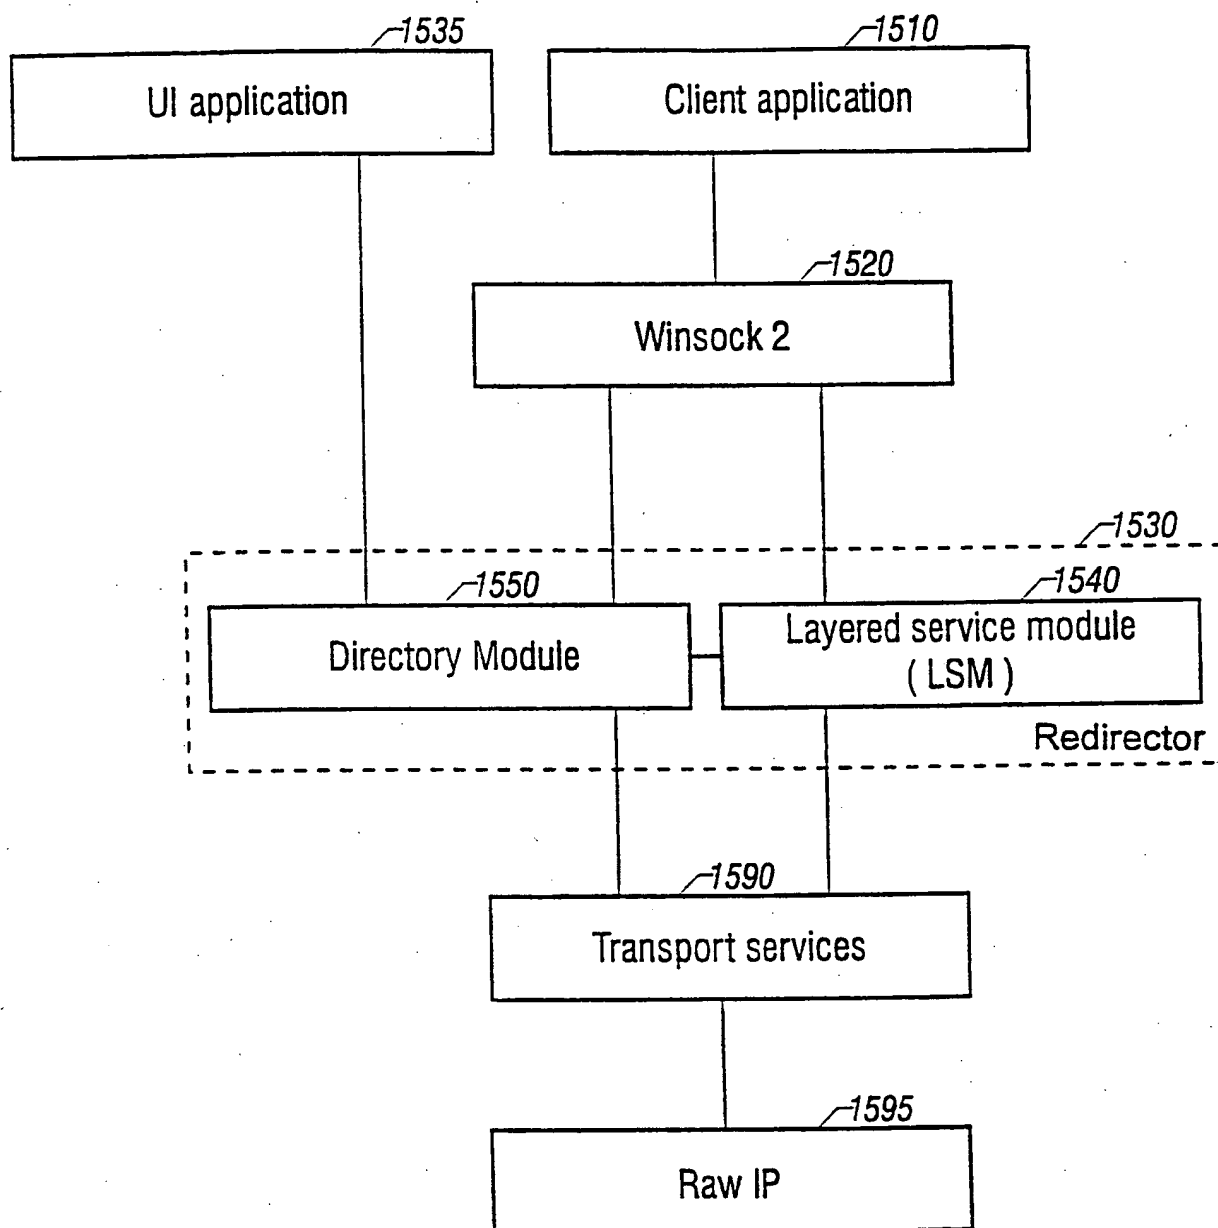 1535
1510
UI application
Client application
1520
Winsock 2
1530
1550
1540
Directory Module
Layered service module
( LSM )
Redirector
1590
Transport services
1595
Raw IP